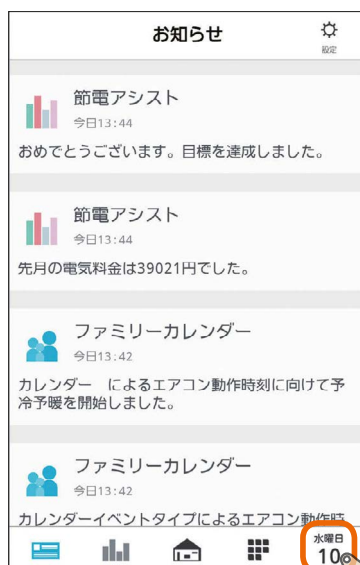 お知らせ
設定
節電アシスト
今日13:44
おめでとうございます。目標を達成しました。
節電アシスト
今日13:44
先月の電気料金は39021円でした。
ファミリーカレンダー
今日13:42
カレンダー　によるエアコン動作時刻に向けて予
冷予暖を開始しました。
ファミリーカレンダー
今日13:42
カレンダーイベントタイプによるエアコン動作時
水曜日
10